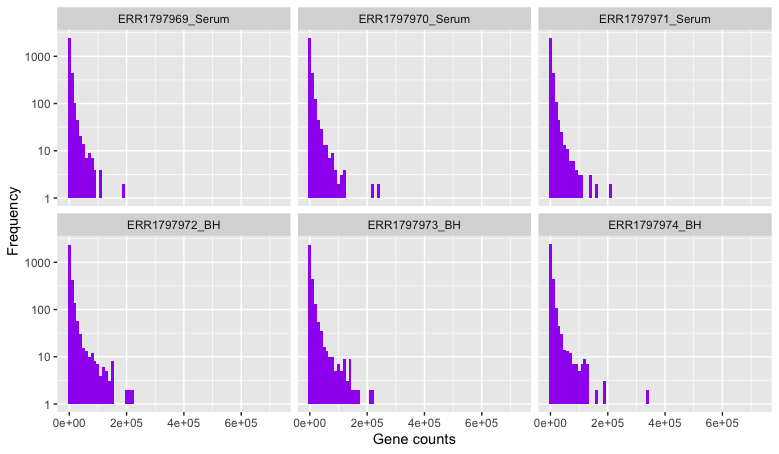 ERR1797969_Serum ERR1797970_Serum ERR1797971_Serum
1000
100
10
1
Frequency
ERR1797972_BH ERR1797973_BH ERR1797974_BH
1000
100
10
1
0e+00 2e+05 4e+05 6e+05 0e+00 2e+05 4e+05 6e+05 0e+00 2e+05 4e+05 6e+05
Gene counts